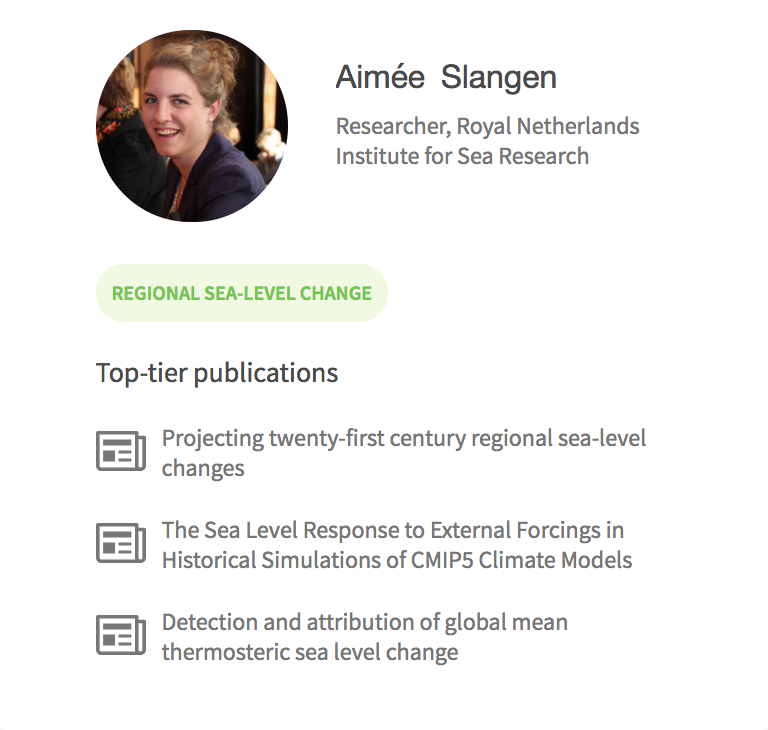 Aimée Slangen
Researcher, Royal Netherlands
Institute for Sea Research
REGIONAL SEA-LEVEL CHANGE
Top-tier publications
Projecting twenty-first century regional sea-level
changes
The Sea Level Response to External Forcings in
Historical Simulations of CMIP5 Climate Models
Detection and attribution of global mean
thermosteric sea level change